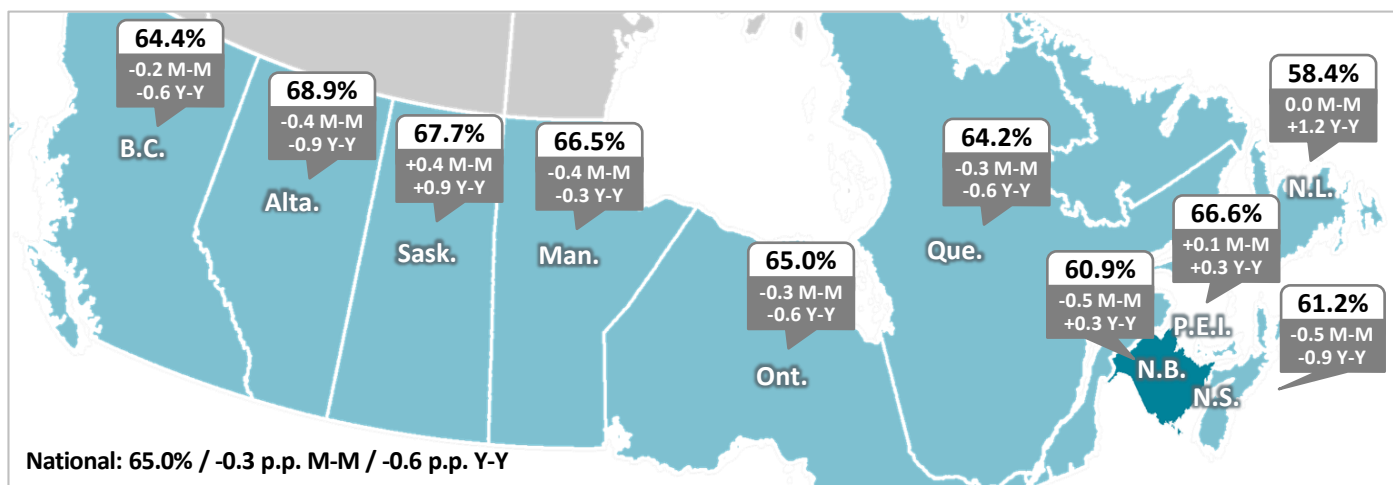 64.4%
-0.2 M-M
-0.6 Y-Y
B.C.
68.9%
-0.4 M-M
-0.9 Y-Y
Alta.
67.7%
+0.4 M-M
+0.9 Y-Y
Sask.
66.5%
-0.4 M-M
-0.3 Y-Y
Man.
65.0%
-0.3 M-M
-0.6 Y-Y
Ont.
64.2%
-0.3 M-M
-0.6 Y-Y
Que.
60.9%
-0.5 M-M
+0.3 Y-Y
N.B.
66.6%
+0.1 M-M
+0.3 Y-Y
P.E.I.
58.4%
0.0 M-M
+1.2 Y-Y
N.L.
61.2%
-0.5 M-M
-0.9 Y-Y
N.S.
National: 65.0% / -0.3 p.p. M-M / -0.6 p.p. Y-Y